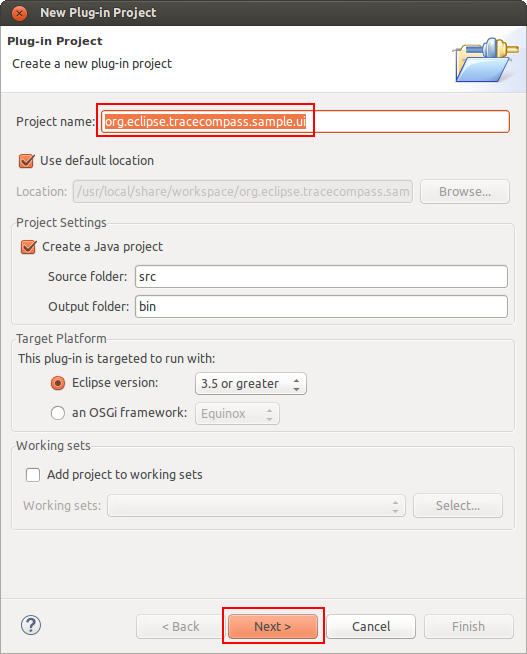 New Plug-in Project
Plug-in Project
Create a new plug-in project
Project name: org.eclipse.tracecompass.sample.ui
Use default location
Location: /usr/local/share/workspace/org.eclipse.tracecompass.sam Browse...
Project Settings
Create a Java project
Source folder: src
Output folder: bin
Target Platform
This plug-in is targeted to run with:
Eclipse version: 3.5 or greater
an OSGi framework: Equinox
Working sets
Add project to working sets
Working sets: Select...
? < Back Next > Cancel Finish